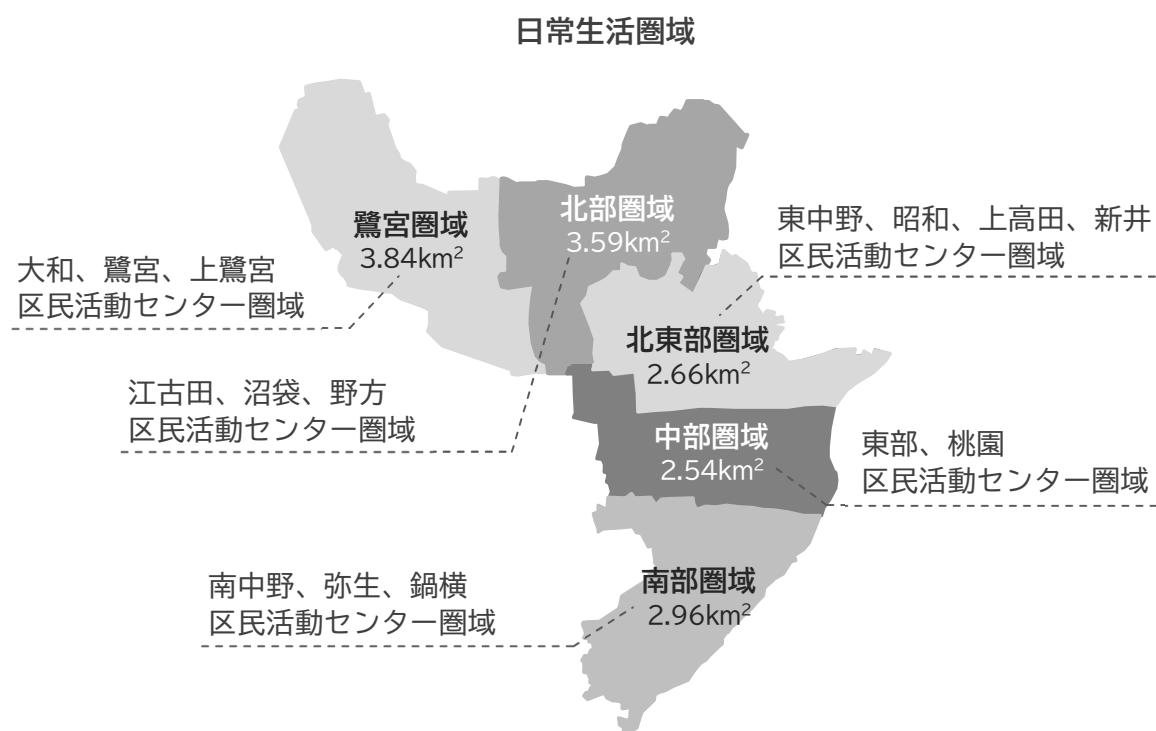 日常生活圏域
鷺宮圏域
3.84km²
北部圏域
3.59km²
東中野、昭和、上高田、新井
区民活動センター圏域
大和、鷺宮、上鷺宮
区民活動センター圏域
北東部圏域
2.66km²
江古田、沼袋、野方
区民活動センター圏域
中部圏域
2.54km²
東部、桃園
区民活動センター圏域
南中野、弥生、鍋横
区民活動センター圏域
南部圏域
2.96km²